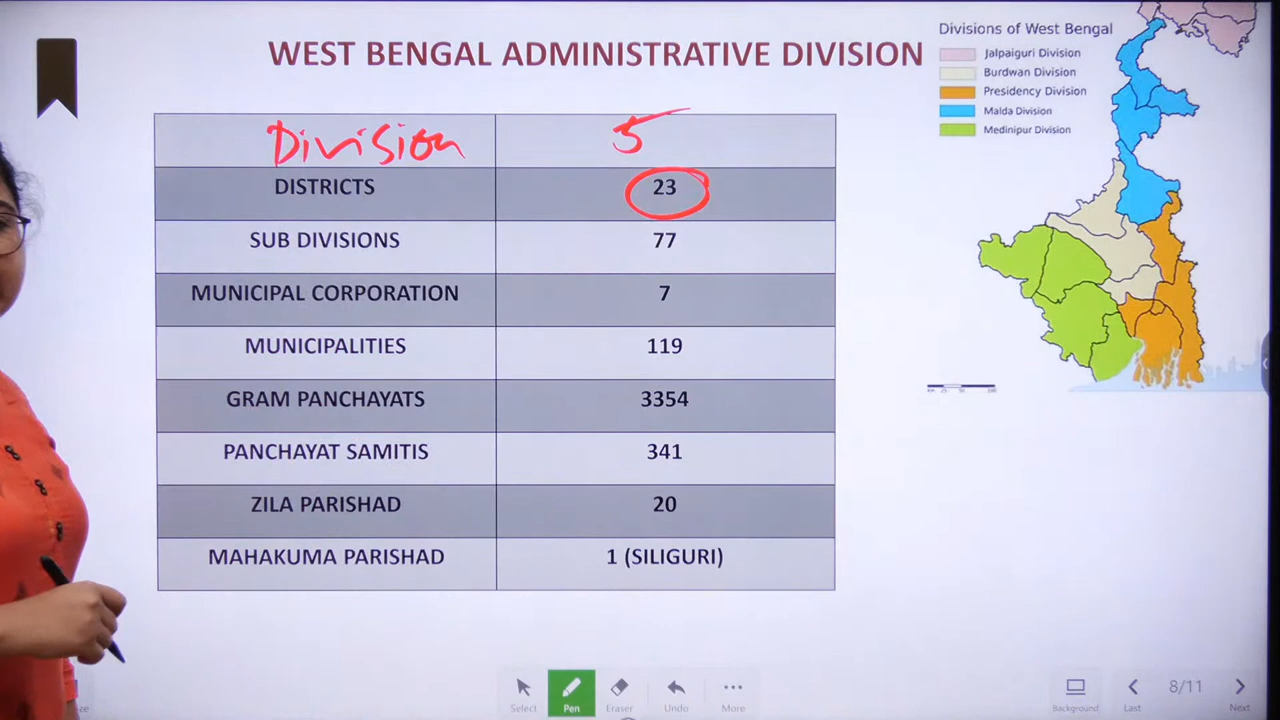 WEST BENGAL ADMINISTRATIVE DIVISION
Division 5
DISTRICTS 23
SUB DIVISIONS 77
MUNICIPAL CORPORATION 7
MUNICIPALITIES 119
GRAM PANCHAYATS 3354
PANCHAYAT SAMITIS 341
ZILA PARISHAD 20
MAHAKUMA PARISHAD 1 (SILIGURI)
Divisions of West Bengal
Jalpaiguri Division
Burdwan Division
Presidency Division
Malda Division
Medinipur Division
Select Pen Eraser Undo More
Background Last 8/11 Next